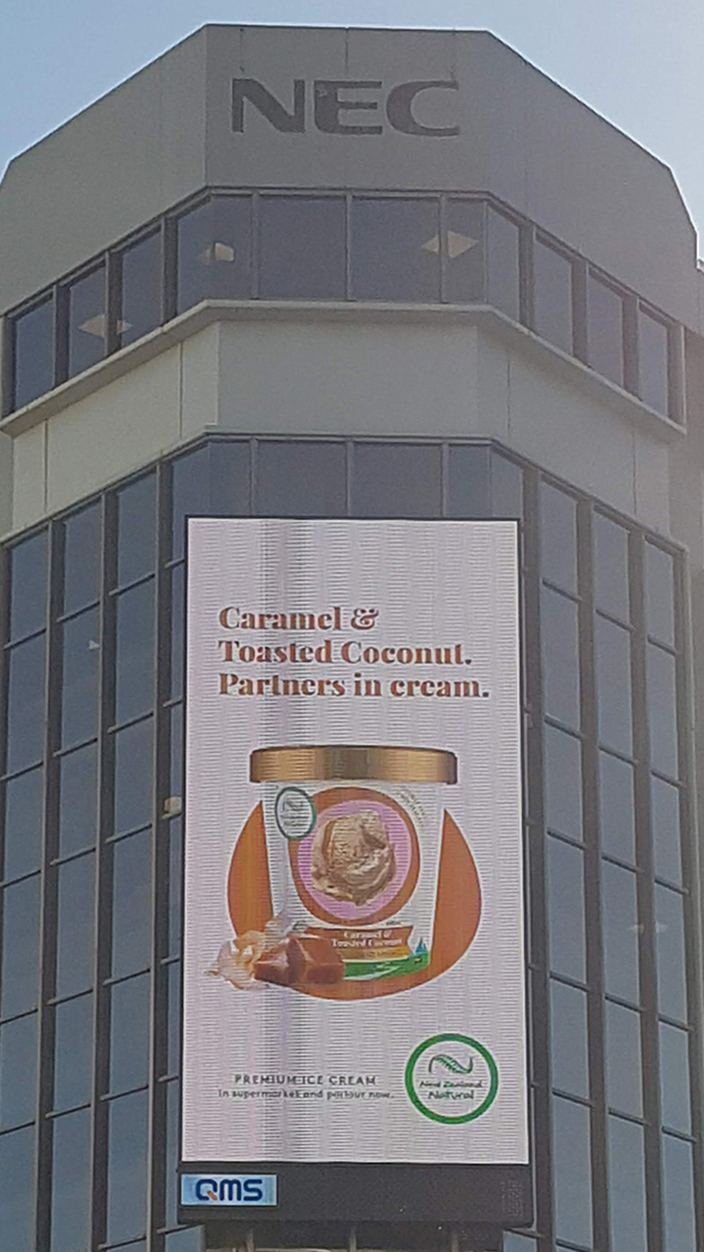 NEC
Caramel &
Toasted Coconut.
Partners in cream.
Caramel &
Toasted Coconut
PREMIUM ICE CREAM
In supermarket and parlour now.
New Zealand
Natural
QMS